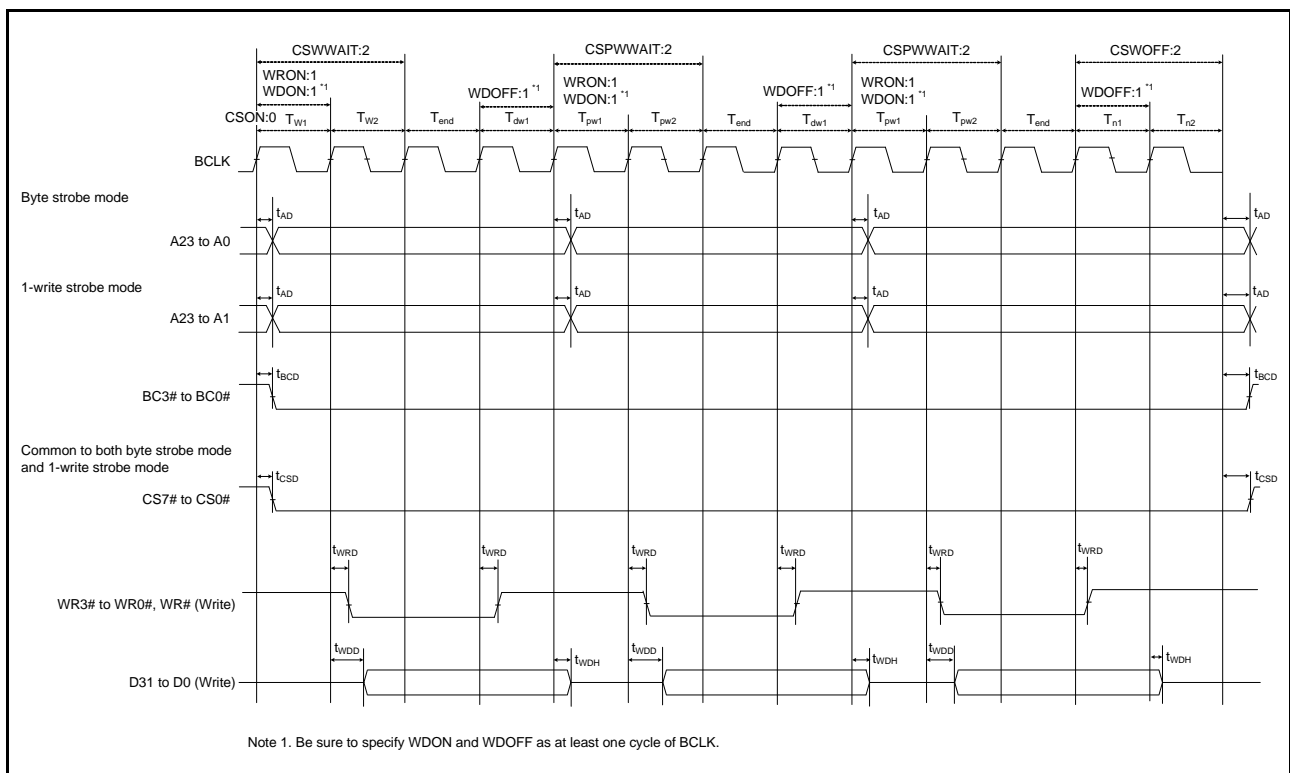 CSWWAIT:2 CSPWWAIT:2 CSPWWAIT:2 CSWOFF:2
WRON:1 WRON:1 WRON:1
WDON:1 *1 WDOFF:1 *1 WDON:1 *1 WDOFF:1 *1 WDON:1 *1 WDOFF:1 *1
CSON:0 TW1 TW2 Tend Tdw1 Tpw1 Tpw2 Tend Tdw1 Tpw1 Tpw2 Tend Tn1 Tn2
BCLK
Byte strobe mode
tAD tAD tAD tAD
A23 to A0
1-write strobe mode
tAD tAD tAD tAD
A23 to A1
tBCD tBCD
BC3# to BC0#
Common to both byte strobe mode
and 1-write strobe mode
tCSD tCSD
CS7# to CS0#
tWRD tWRD tWRD tWRD tWRD tWRD
WR3# to WR0#, WR# (Write)
tWDD tWDH tWDD tWDH tWDD tWDH
D31 to D0 (Write)
Note 1. Be sure to specify WDON and WDOFF as at least one cycle of BCLK.